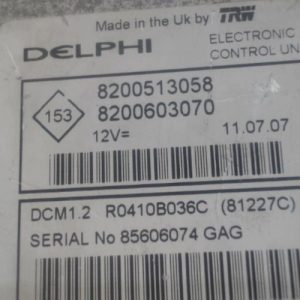 Made in the Uk by TRW
DELPHI
ELECTRONIC
CONTROL UN
153
8200513058
8200603070
12V= 11.07.07
DCM1.2 R0410B036C (81227C)
SERIAL No 85606074 GAG